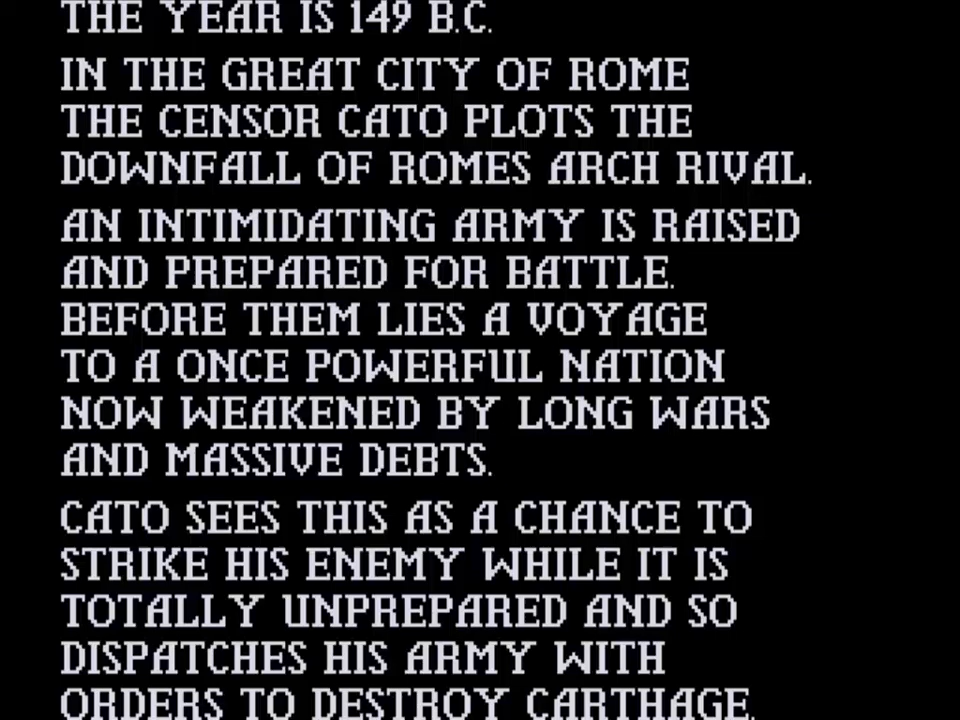 THE YEAR IS 149 B.C.
IN THE GREAT CITY OF ROME
THE CENSOR CATO PLOTS THE
DOWNFALL OF ROMES ARCH RIVAL.
AN INTIMIDATING ARMY IS RAISED
AND PREPARED FOR BATTLE.
BEFORE THEM LIES A VOYAGE
TO A ONCE POWERFUL NATION
NOW WEAKENED BY LONG WARS
AND MASSIVE DEBTS.
CATO SEES THIS AS A CHANCE TO
STRIKE HIS ENEMY WHILE IT IS
TOTALLY UNPREPARED AND SO
DISPATCHES HIS ARMY WITH
ORDERS TO DESTROY CARTHAGE.